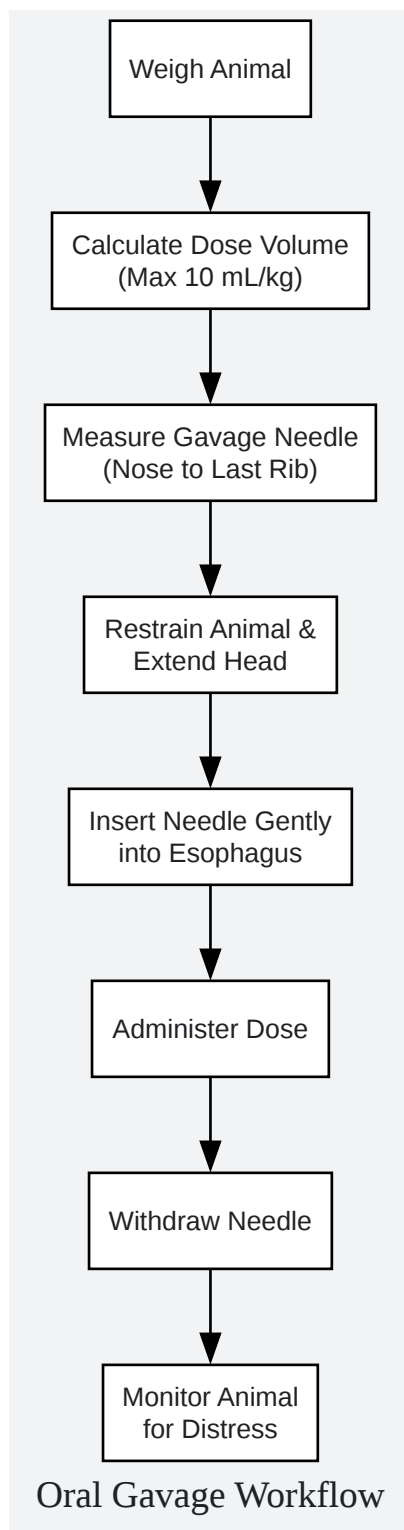 Weigh Animal
Calculate Dose Volume
(Max 10 mL/kg)
Measure Gavage Needle
(Nose to Last Rib)
Restrain Animal &
Extend Head
Insert Needle Gently
into Esophagus
Administer Dose
Withdraw Needle
Monitor Animal
for Distress
Oral Gavage Workflow